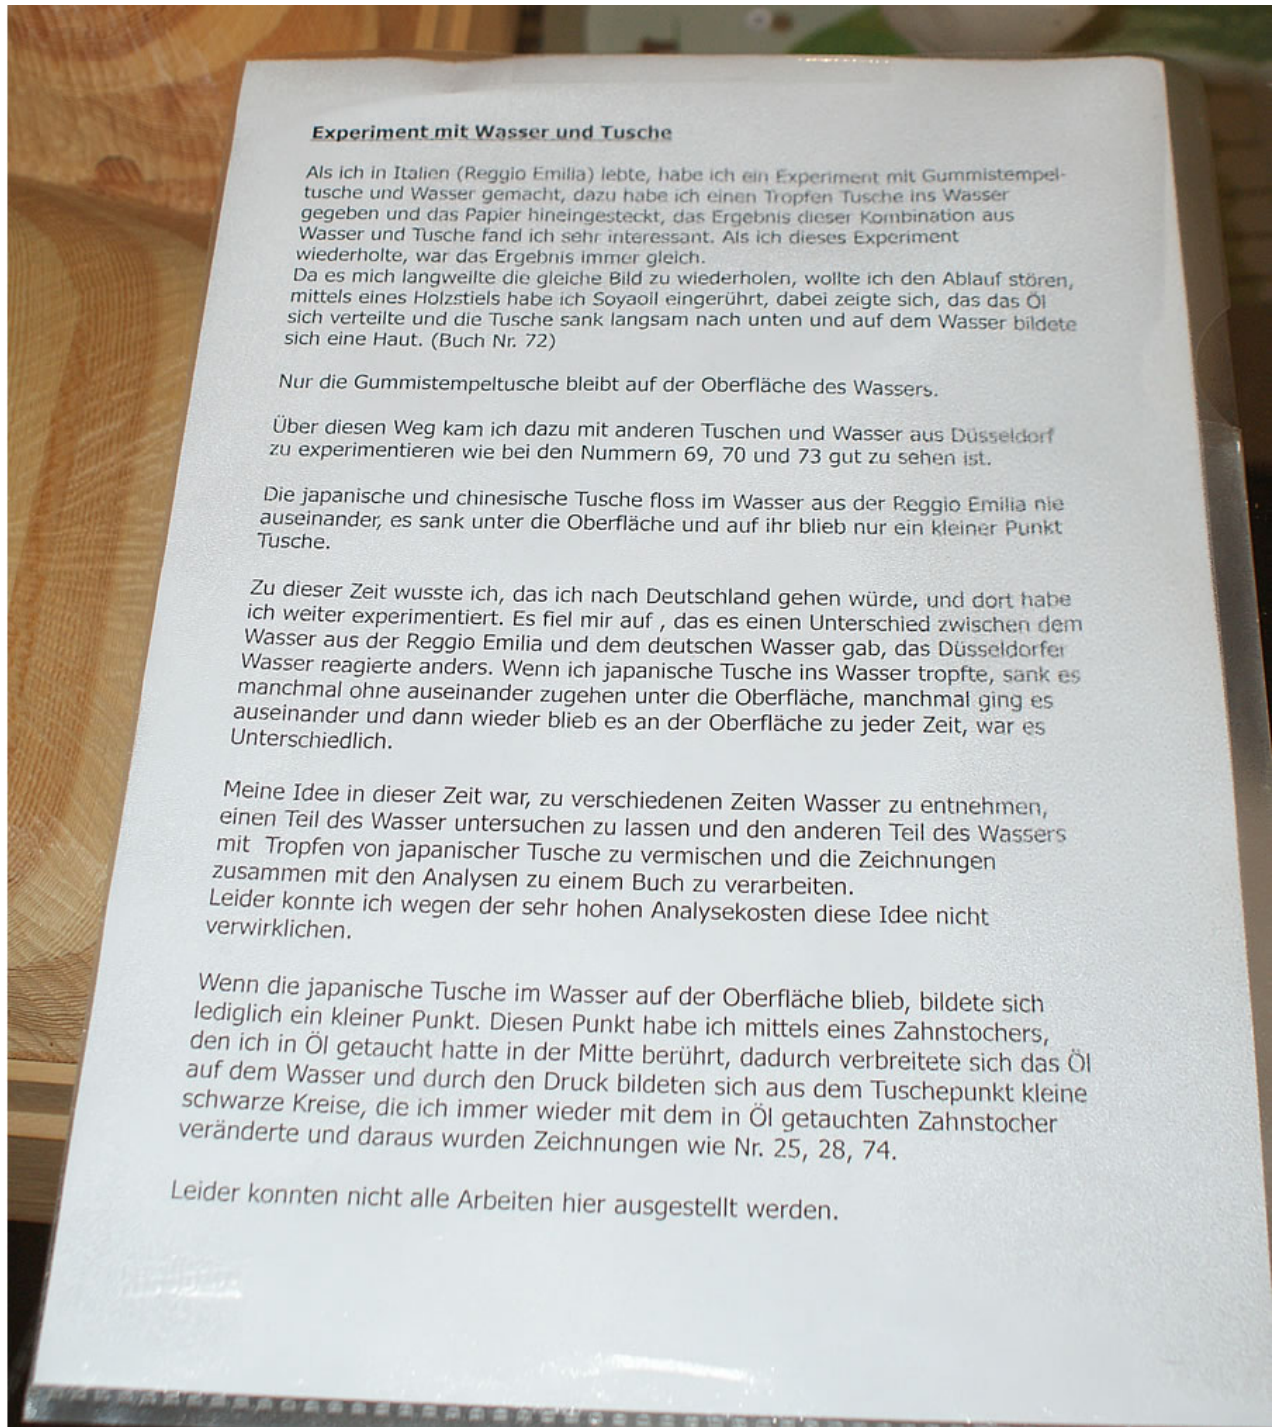 Experiment mit Wasser und Tusche
Als ich in Italien (Reggio Emilia) lebte, habe ich ein Experiment mit Gummistempel-
tusche und Wasser gemacht, dazu habe ich einen Tropfen Tusche ins Wasser
gegeben und das Papier hineingesteckt, das Ergebnis dieser Kombination aus
Wasser und Tusche fand ich sehr interessant. Als ich dieses Experiment
wiederholte, war das Ergebnis immer gleich.
Da es mich langweilte die gleiche Bild zu wiederholen, wollte ich den Ablauf stören,
mittels eines Holzstiels habe ich Soyaoil eingerührt, dabei zeigte sich, das das Öl
sich verteilte und die Tusche sank langsam nach unten und auf dem Wasser bildete
sich eine Haut. (Buch Nr. 72)
Nur die Gummistempeltusche bleibt auf der Oberfläche des Wassers.
Über diesen Weg kam ich dazu mit anderen Tuschen und Wasser aus Düsseldorf
zu experimentieren wie bei den Nummern 69, 70 und 73 gut zu sehen ist.
Die japanische und chinesische Tusche floss im Wasser aus der Reggio Emilia nie
auseinander, es sank unter die Oberfläche und auf ihr blieb nur ein kleiner Punkt
Tusche.
Zu dieser Zeit wusste ich, das ich nach Deutschland gehen würde, und dort habe
ich weiter experimentiert. Es fiel mir auf , das es einen Unterschied zwischen dem
Wasser aus der Reggio Emilia und dem deutschen Wasser gab, das Düsseldorfer
Wasser reagierte anders. Wenn ich japanische Tusche ins Wasser tropfte, sank es
manchmal ohne auseinander zugehen unter die Oberfläche, manchmal ging es
auseinander und dann wieder blieb es an der Oberfläche zu jeder Zeit, war es
Unterschiedlich.
Meine Idee in dieser Zeit war, zu verschiedenen Zeiten Wasser zu entnehmen,
einen Teil des Wasser untersuchen zu lassen und den anderen Teil des Wassers
mit Tropfen von japanischer Tusche zu vermischen und die Zeichnungen
zusammen mit den Analysen zu einem Buch zu verarbeiten.
Leider konnte ich wegen der sehr hohen Analysekosten diese Idee nicht
verwirklichen.
Wenn die japanische Tusche im Wasser auf der Oberfläche blieb, bildete sich
lediglich ein kleiner Punkt. Diesen Punkt habe ich mittels eines Zahnstochers,
den ich in Öl getaucht hatte in der Mitte berührt, dadurch verbreitete sich das Öl
auf dem Wasser und durch den Druck bildeten sich aus dem Tuschepunkt kleine
schwarze Kreise, die ich immer wieder mit dem in Öl getauchten Zahnstocher
veränderte und daraus wurden Zeichnungen wie Nr. 25, 28, 74.
Leider konnten nicht alle Arbeiten hier ausgestellt werden.